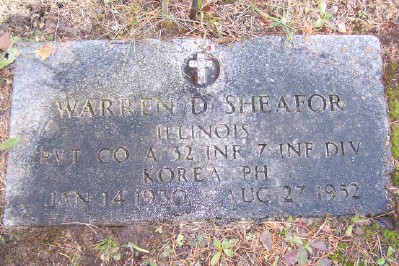 WARREN D SHEAFOR
ILLINOIS
PVT CO A 32 INF 7 INF DIV
KOREA PH
JAN 14 1930 AUG 27 1952